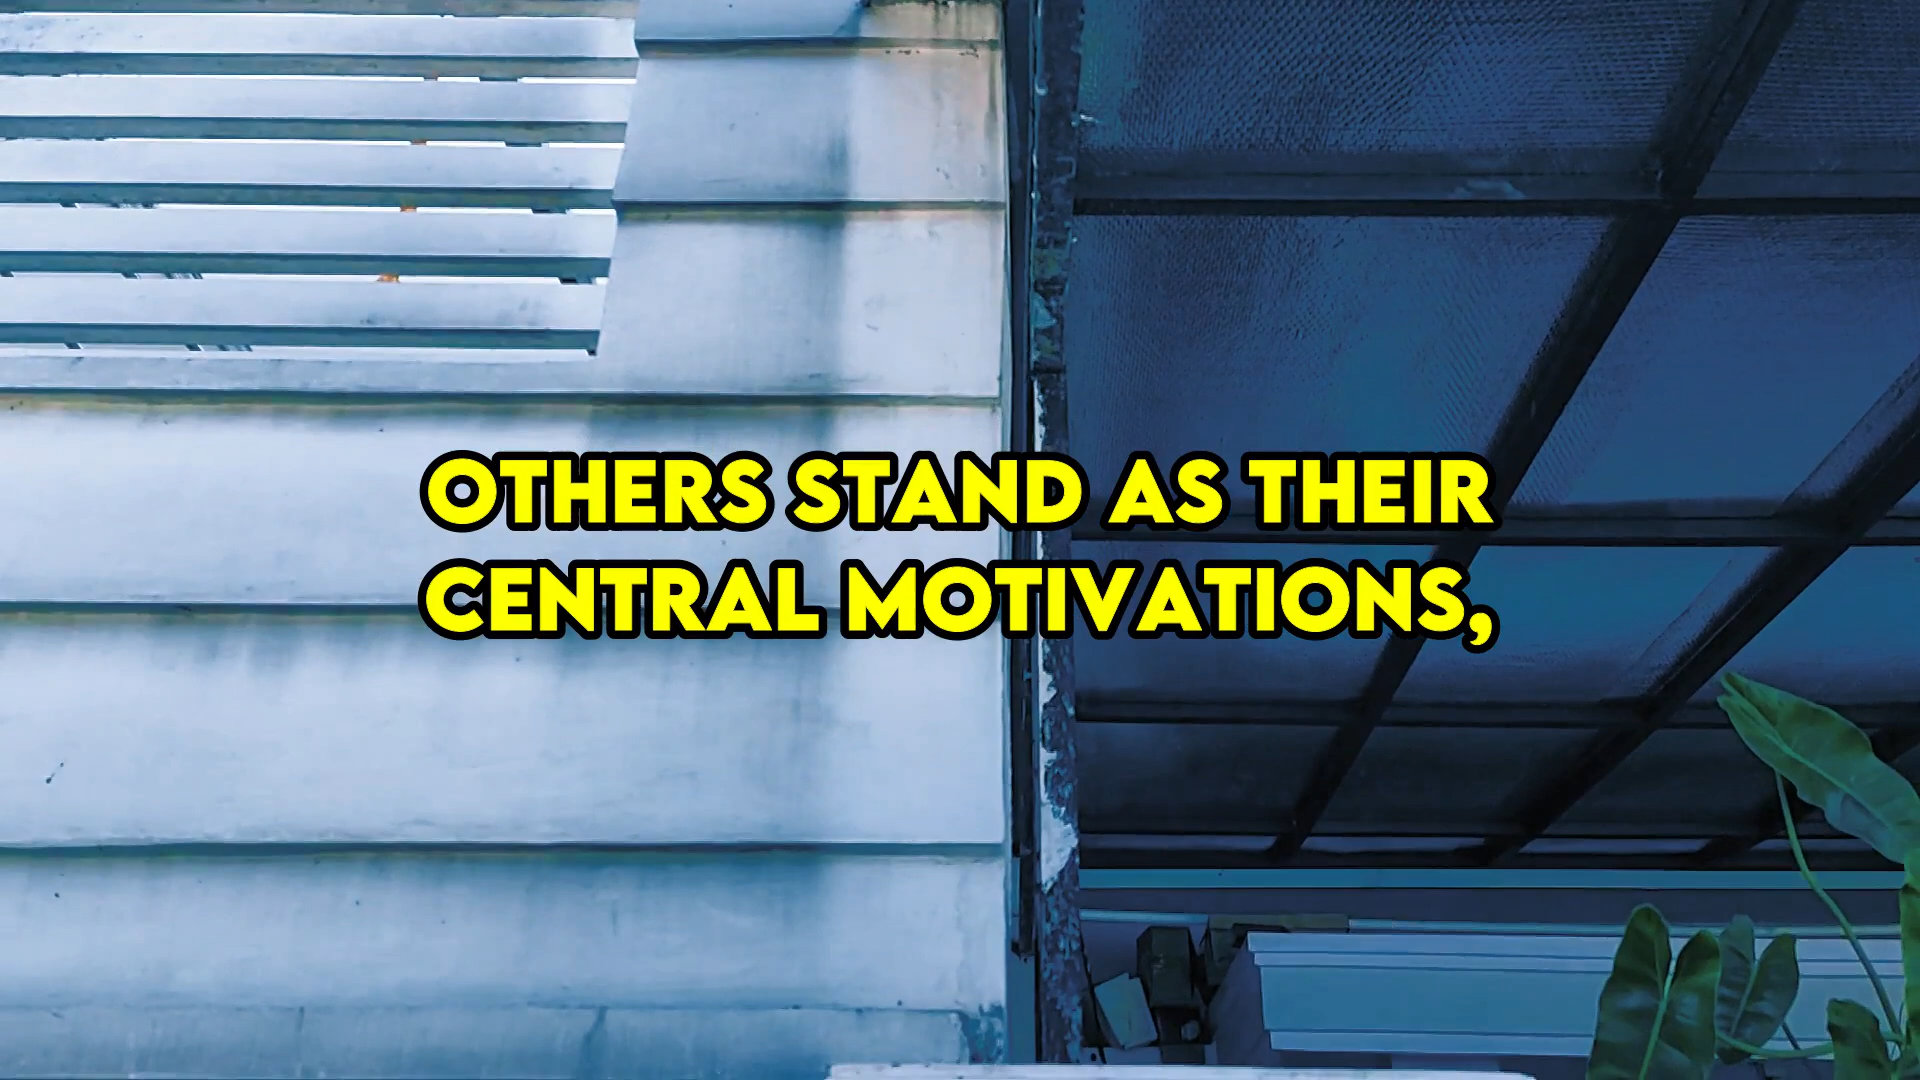 OTHERS STAND AS THEIR
CENTRAL MOTIVATIONS,